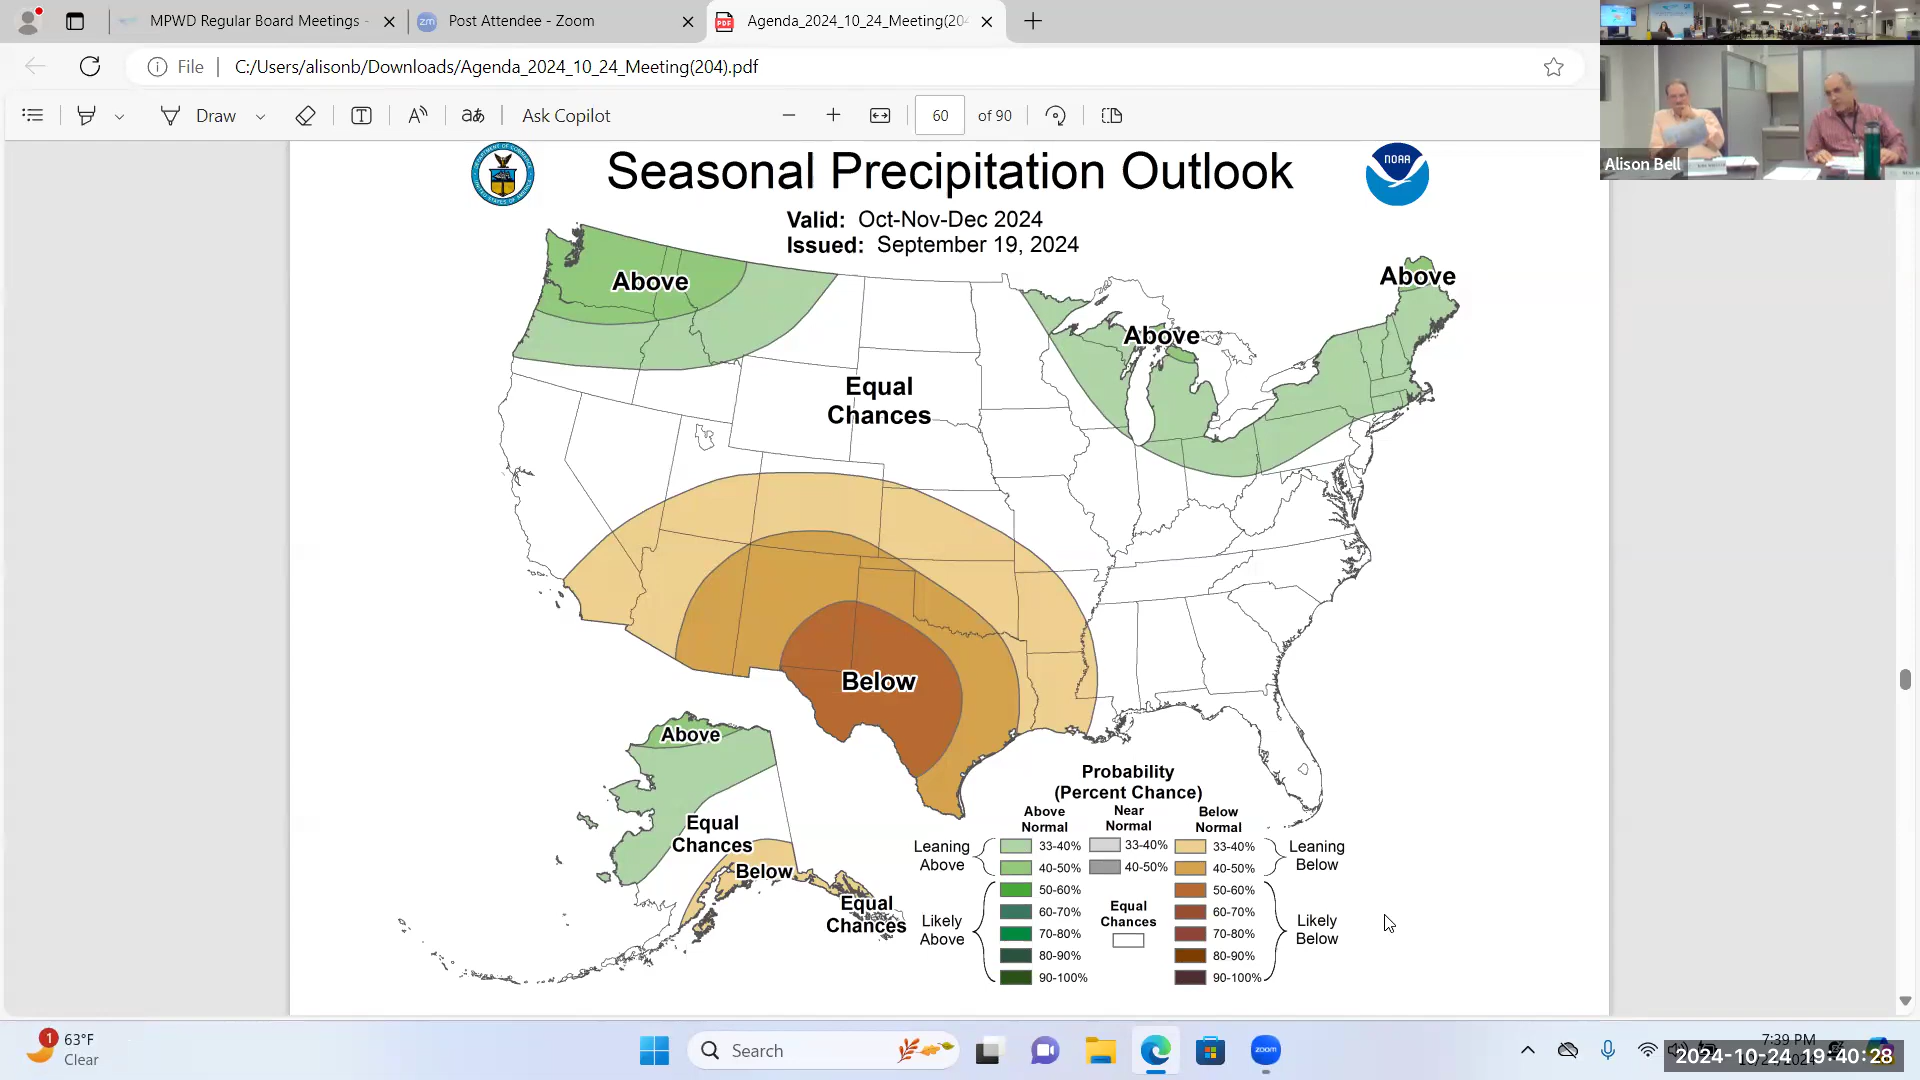 MPWD Regular Board Meetings -
Post Attendee - Zoom
Agenda_2024_10_24_Meeting(204
File
C:/Users/alisonb/Downloads/Agenda_2024_10_24_Meeting(204).pdf
Draw
Ask Copilot
60 of 90
Alison Bell
Seasonal Precipitation Outlook
NOAA
Valid: Oct-Nov-Dec 2024
Issued: September 19, 2024
Above
Above
Above
Equal
Chances
Below
Above
Equal
Chances
Below
Equal
Chances
Probability
(Percent Chance)
Above
Normal
Near
Normal
Below
Normal
Leaning
Above
33-40%
33-40%
33-40%
Leaning
Below
40-50%
40-50%
40-50%
50-60%
50-60%
Likely
Above
60-70%
Equal
Chances
60-70%
Likely
Below
70-80%
70-80%
80-90%
80-90%
90-100%
90-100%
1
63°F
Clear
Search
zoom
7:39 PM
2024-10-24 19:40:28